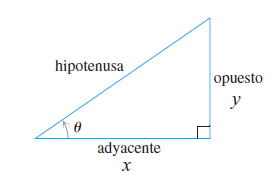 hipotenusa
opuesto
y
θ
adyacente
x